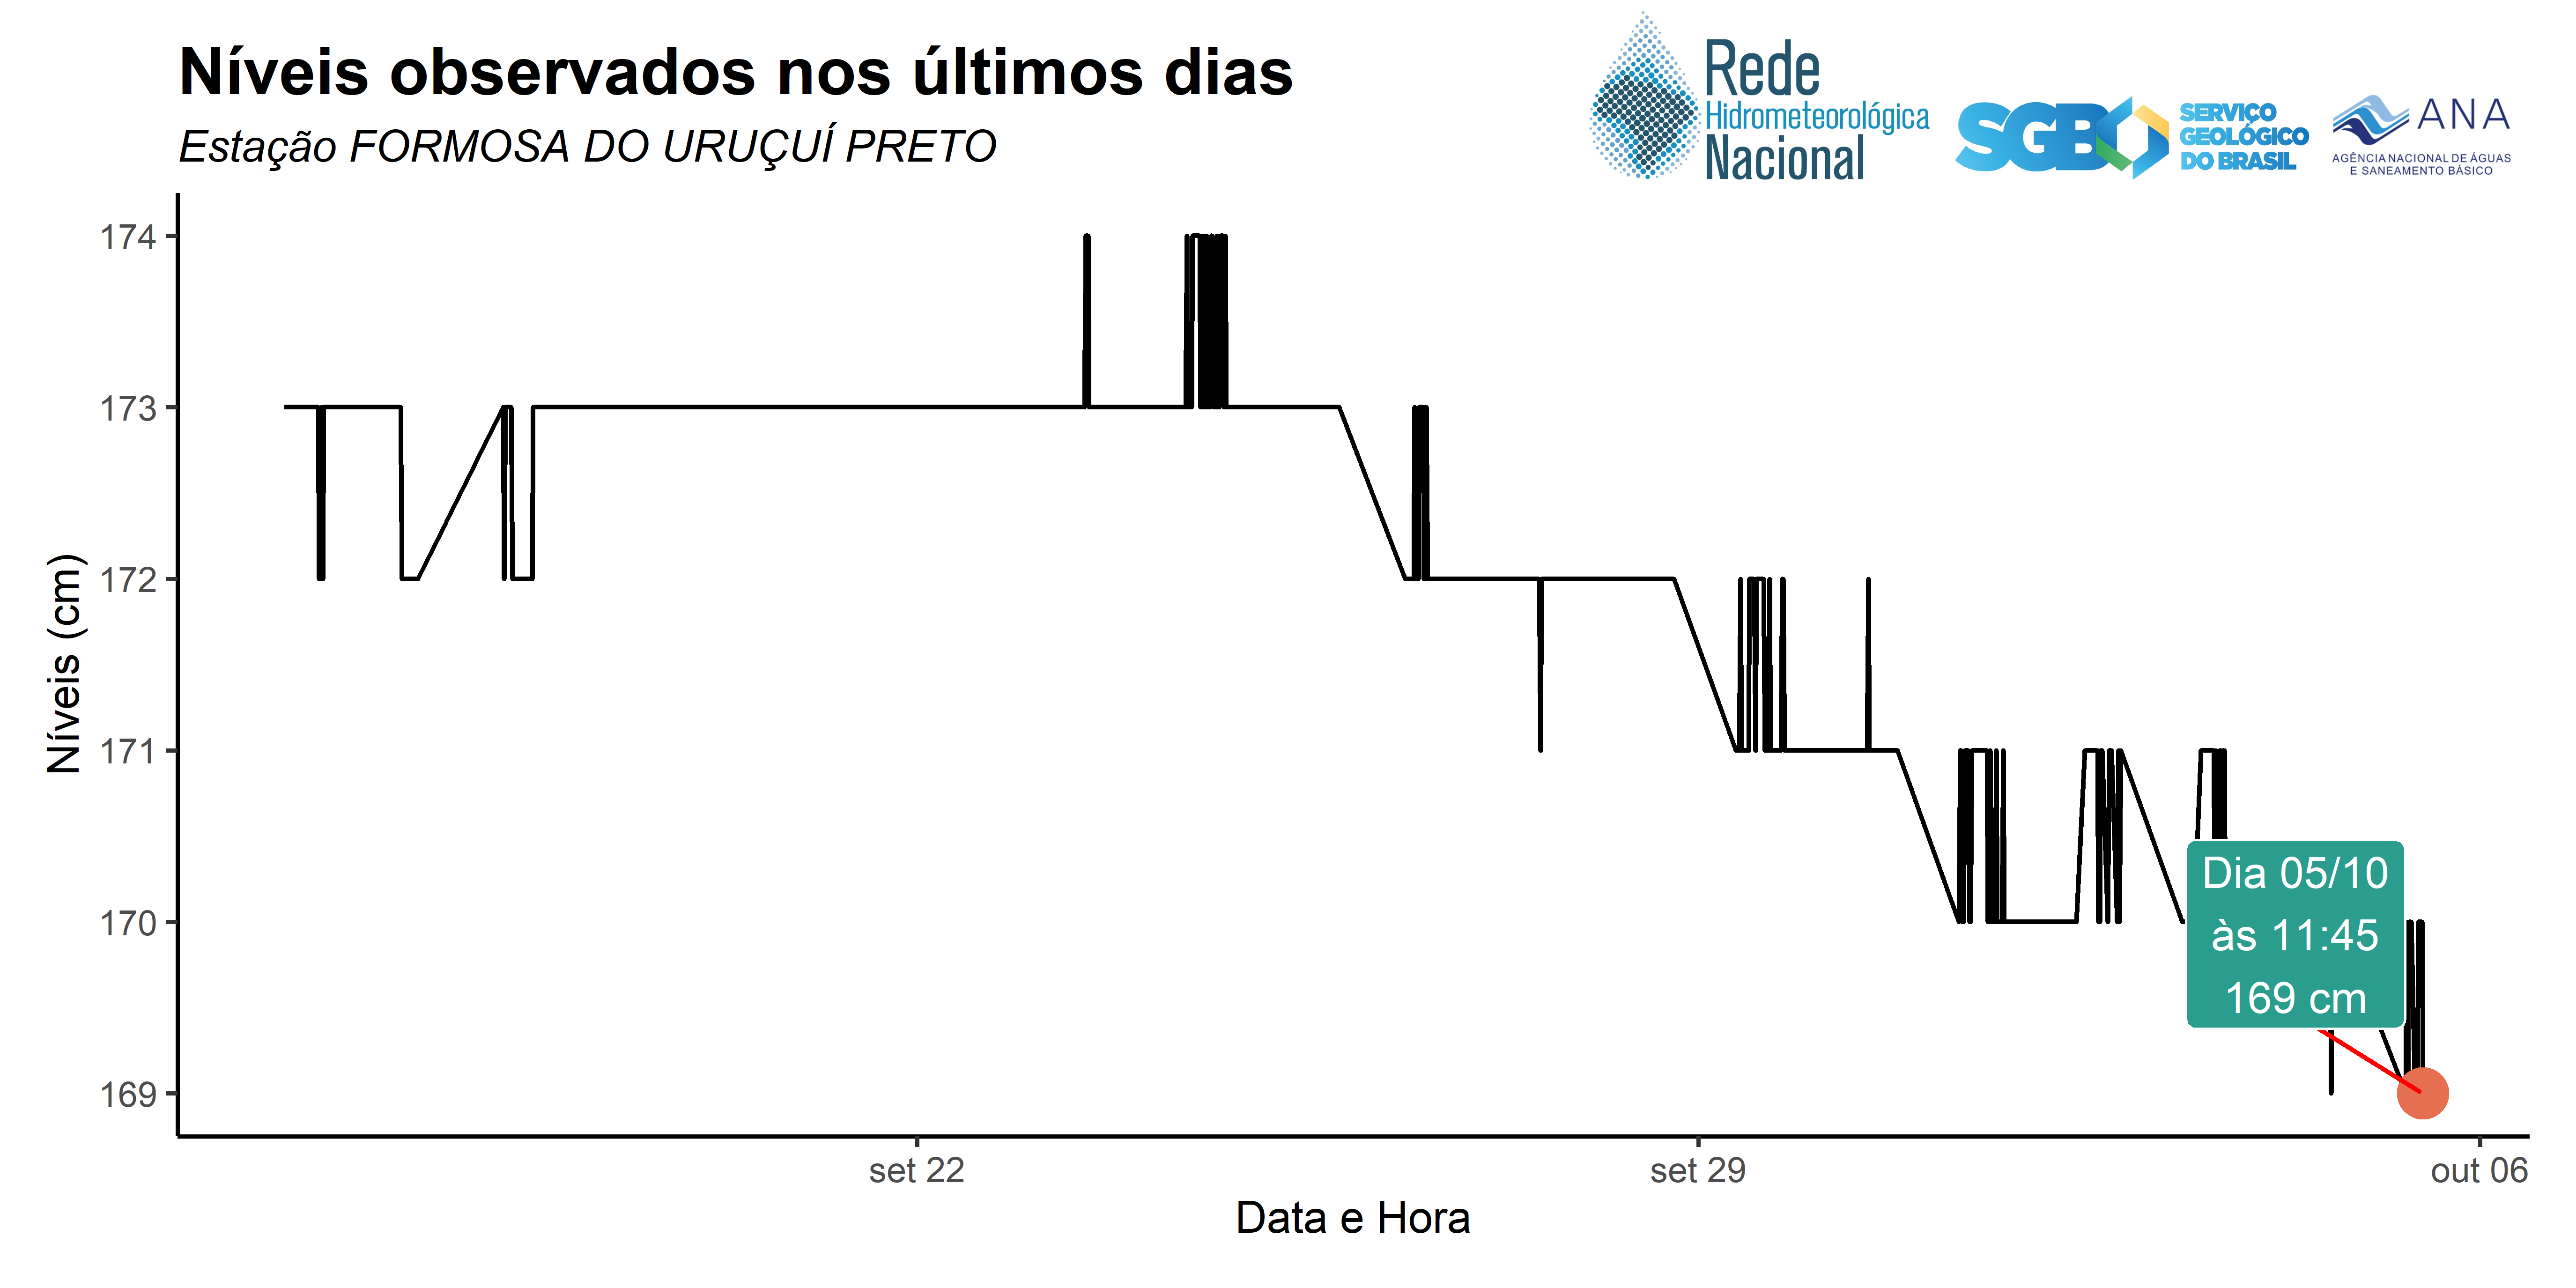 Níveis observados nos últimos dias
Estação FORMOSA DO URUÇUÍ PRETO
Rede
Hidrometeorológica
Nacional
SGB
SERVIÇO
GEOLÓGICO
DO BRASIL
ANA
AGÊNCIA NACIONAL DE ÁGUAS
E SANEAMENTO BÁSICO
Níveis (cm)
174
173
172
171
170
169
Dia 05/10
às 11:45
169 cm
set 22
set 29
out 06
Data e Hora